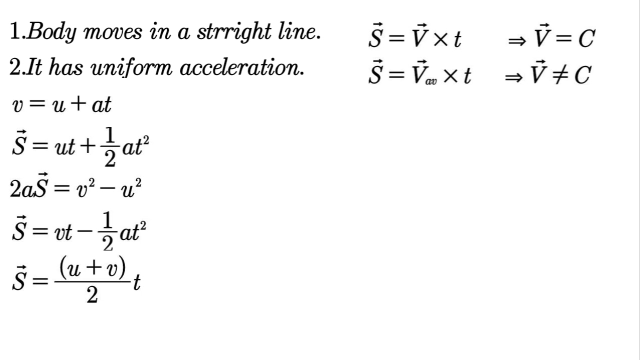 1.Body moves in a strright line.
2.It has uniform acceleration.
v = u + at
S⃗ = ut + 1/2 at²
2aS⃗ = v² − u²
S⃗ = vt − 1/2 at²
S⃗ = (u + v)/2 t
S⃗ = V⃗ × t ⇒ V⃗ = C
S⃗ = V⃗av × t ⇒ V⃗ ≠ C